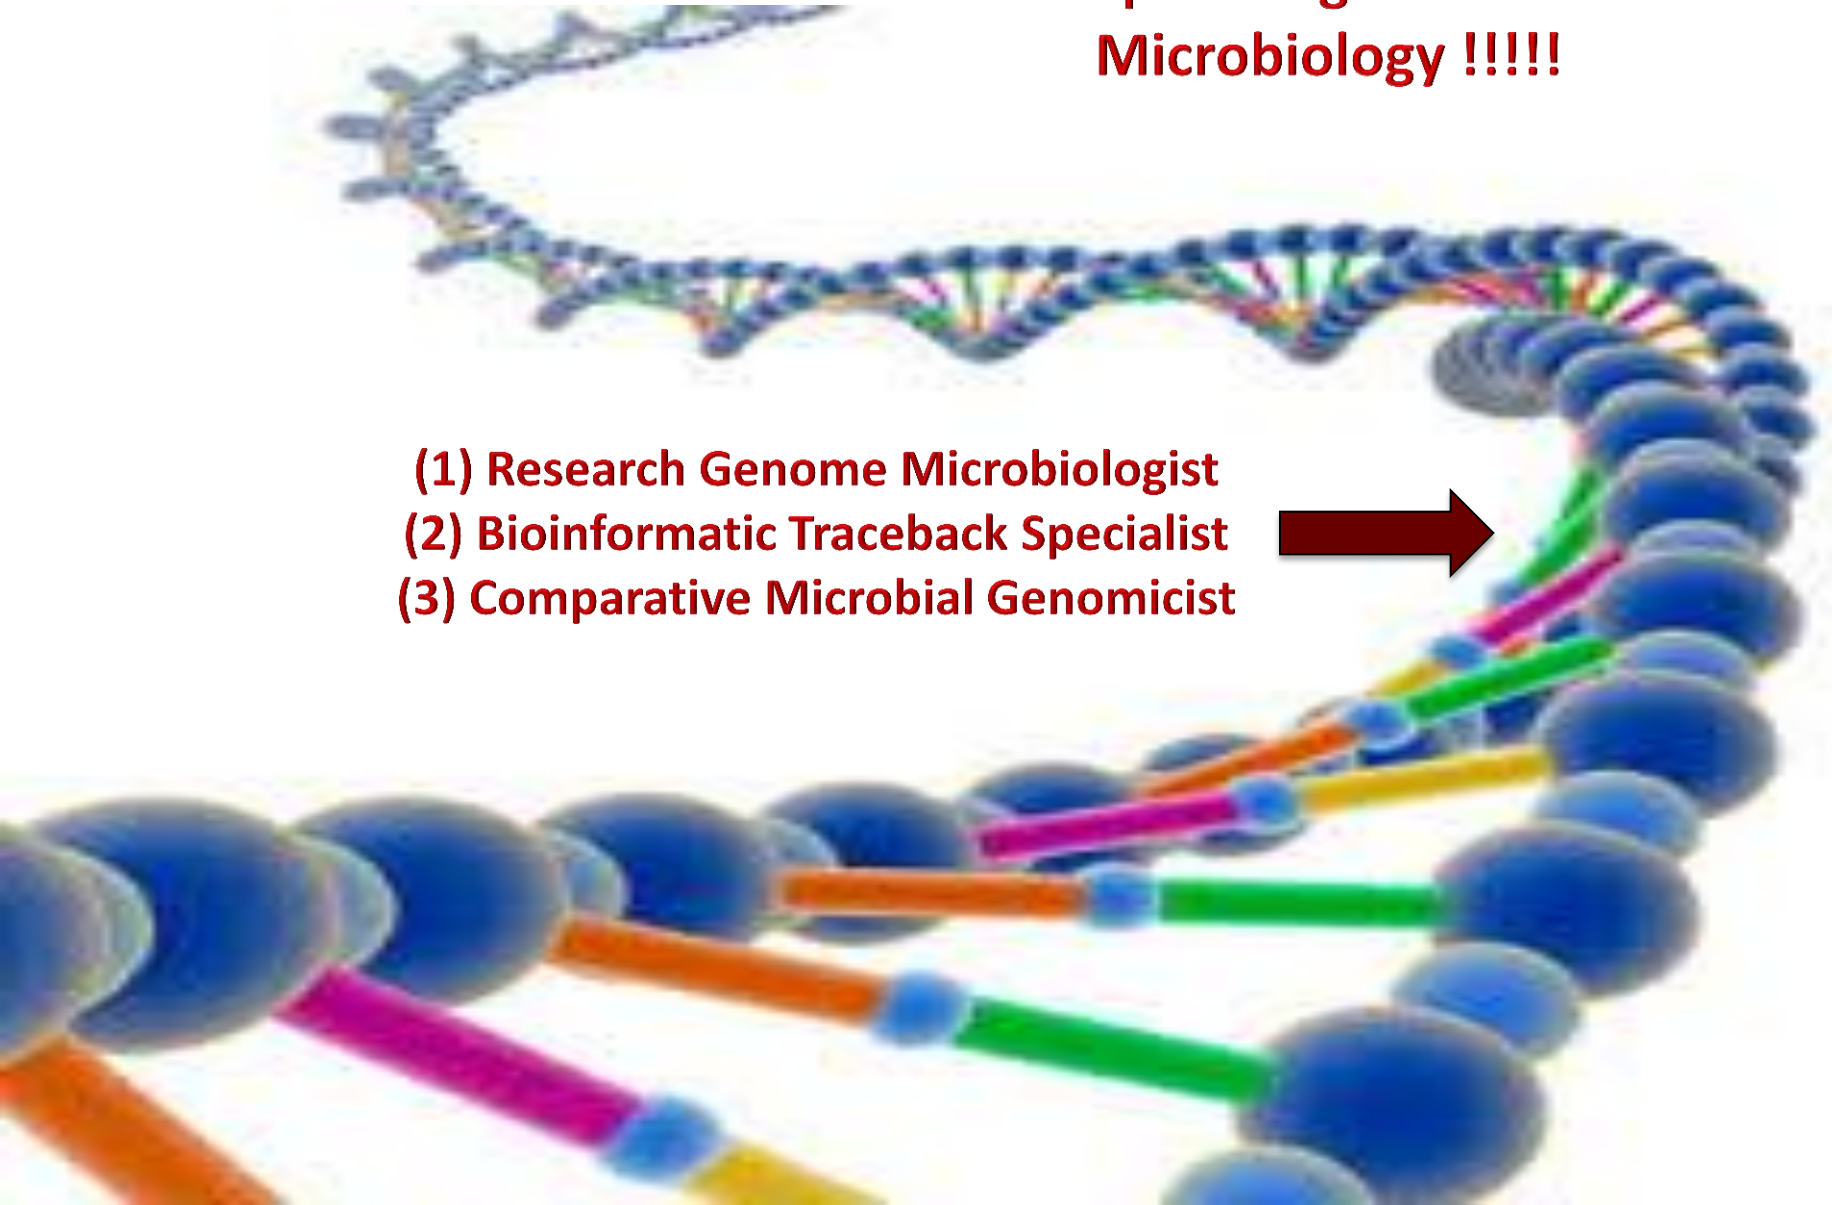 Microbiology !!!!!
(1) Research Genome Microbiologist
(2) Bioinformatic Traceback Specialist
(3) Comparative Microbial Genomicist